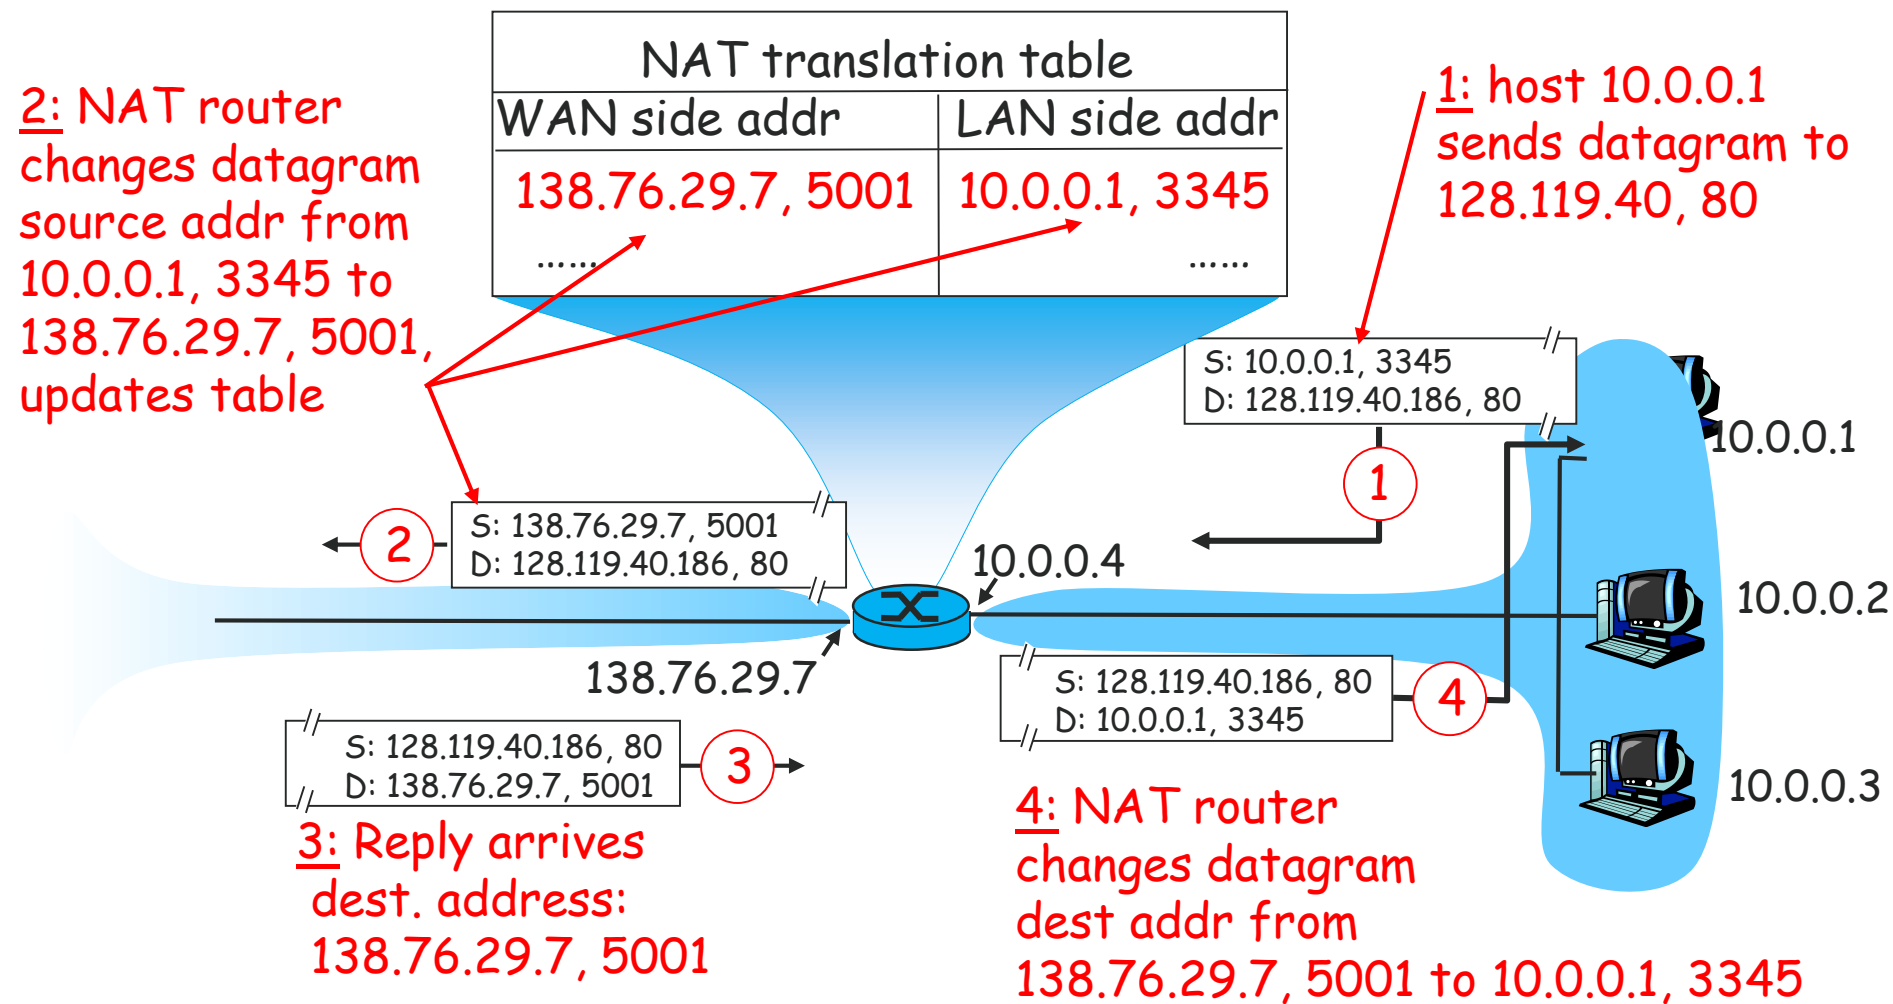 NAT translation table
WAN side addr LAN side addr
138.76.29.7, 5001 10.0.0.1, 3345
...... ......
2: NAT router
changes datagram
source addr from
10.0.0.1, 3345 to
138.76.29.7, 5001,
updates table
1: host 10.0.0.1
sends datagram to
128.119.40, 80
S: 10.0.0.1, 3345
D: 128.119.40.186, 80
1
10.0.0.1
S: 138.76.29.7, 5001
D: 128.119.40.186, 80
2
10.0.0.4
10.0.0.2
138.76.29.7
S: 128.119.40.186, 80
D: 10.0.0.1, 3345
4
S: 128.119.40.186, 80
D: 138.76.29.7, 5001
3
10.0.0.3
3: Reply arrives
dest. address:
138.76.29.7, 5001
4: NAT router
changes datagram
dest addr from
138.76.29.7, 5001 to 10.0.0.1, 3345